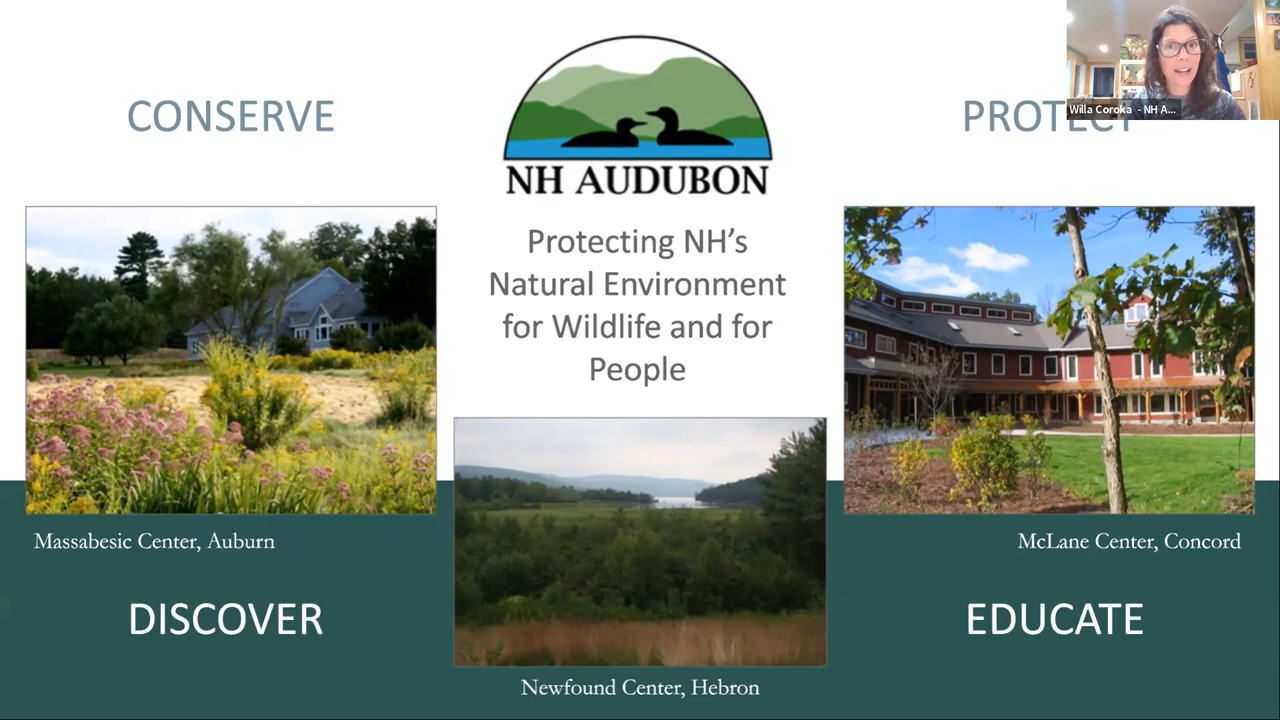 CONSERVE
NH AUDUBON
PROTECT
Willa Coroka - NH A...
Protecting NH's
Natural Environment
for Wildlife and for
People
Massabesic Center, Auburn
McLane Center, Concord
DISCOVER
EDUCATE
Newfound Center, Hebron